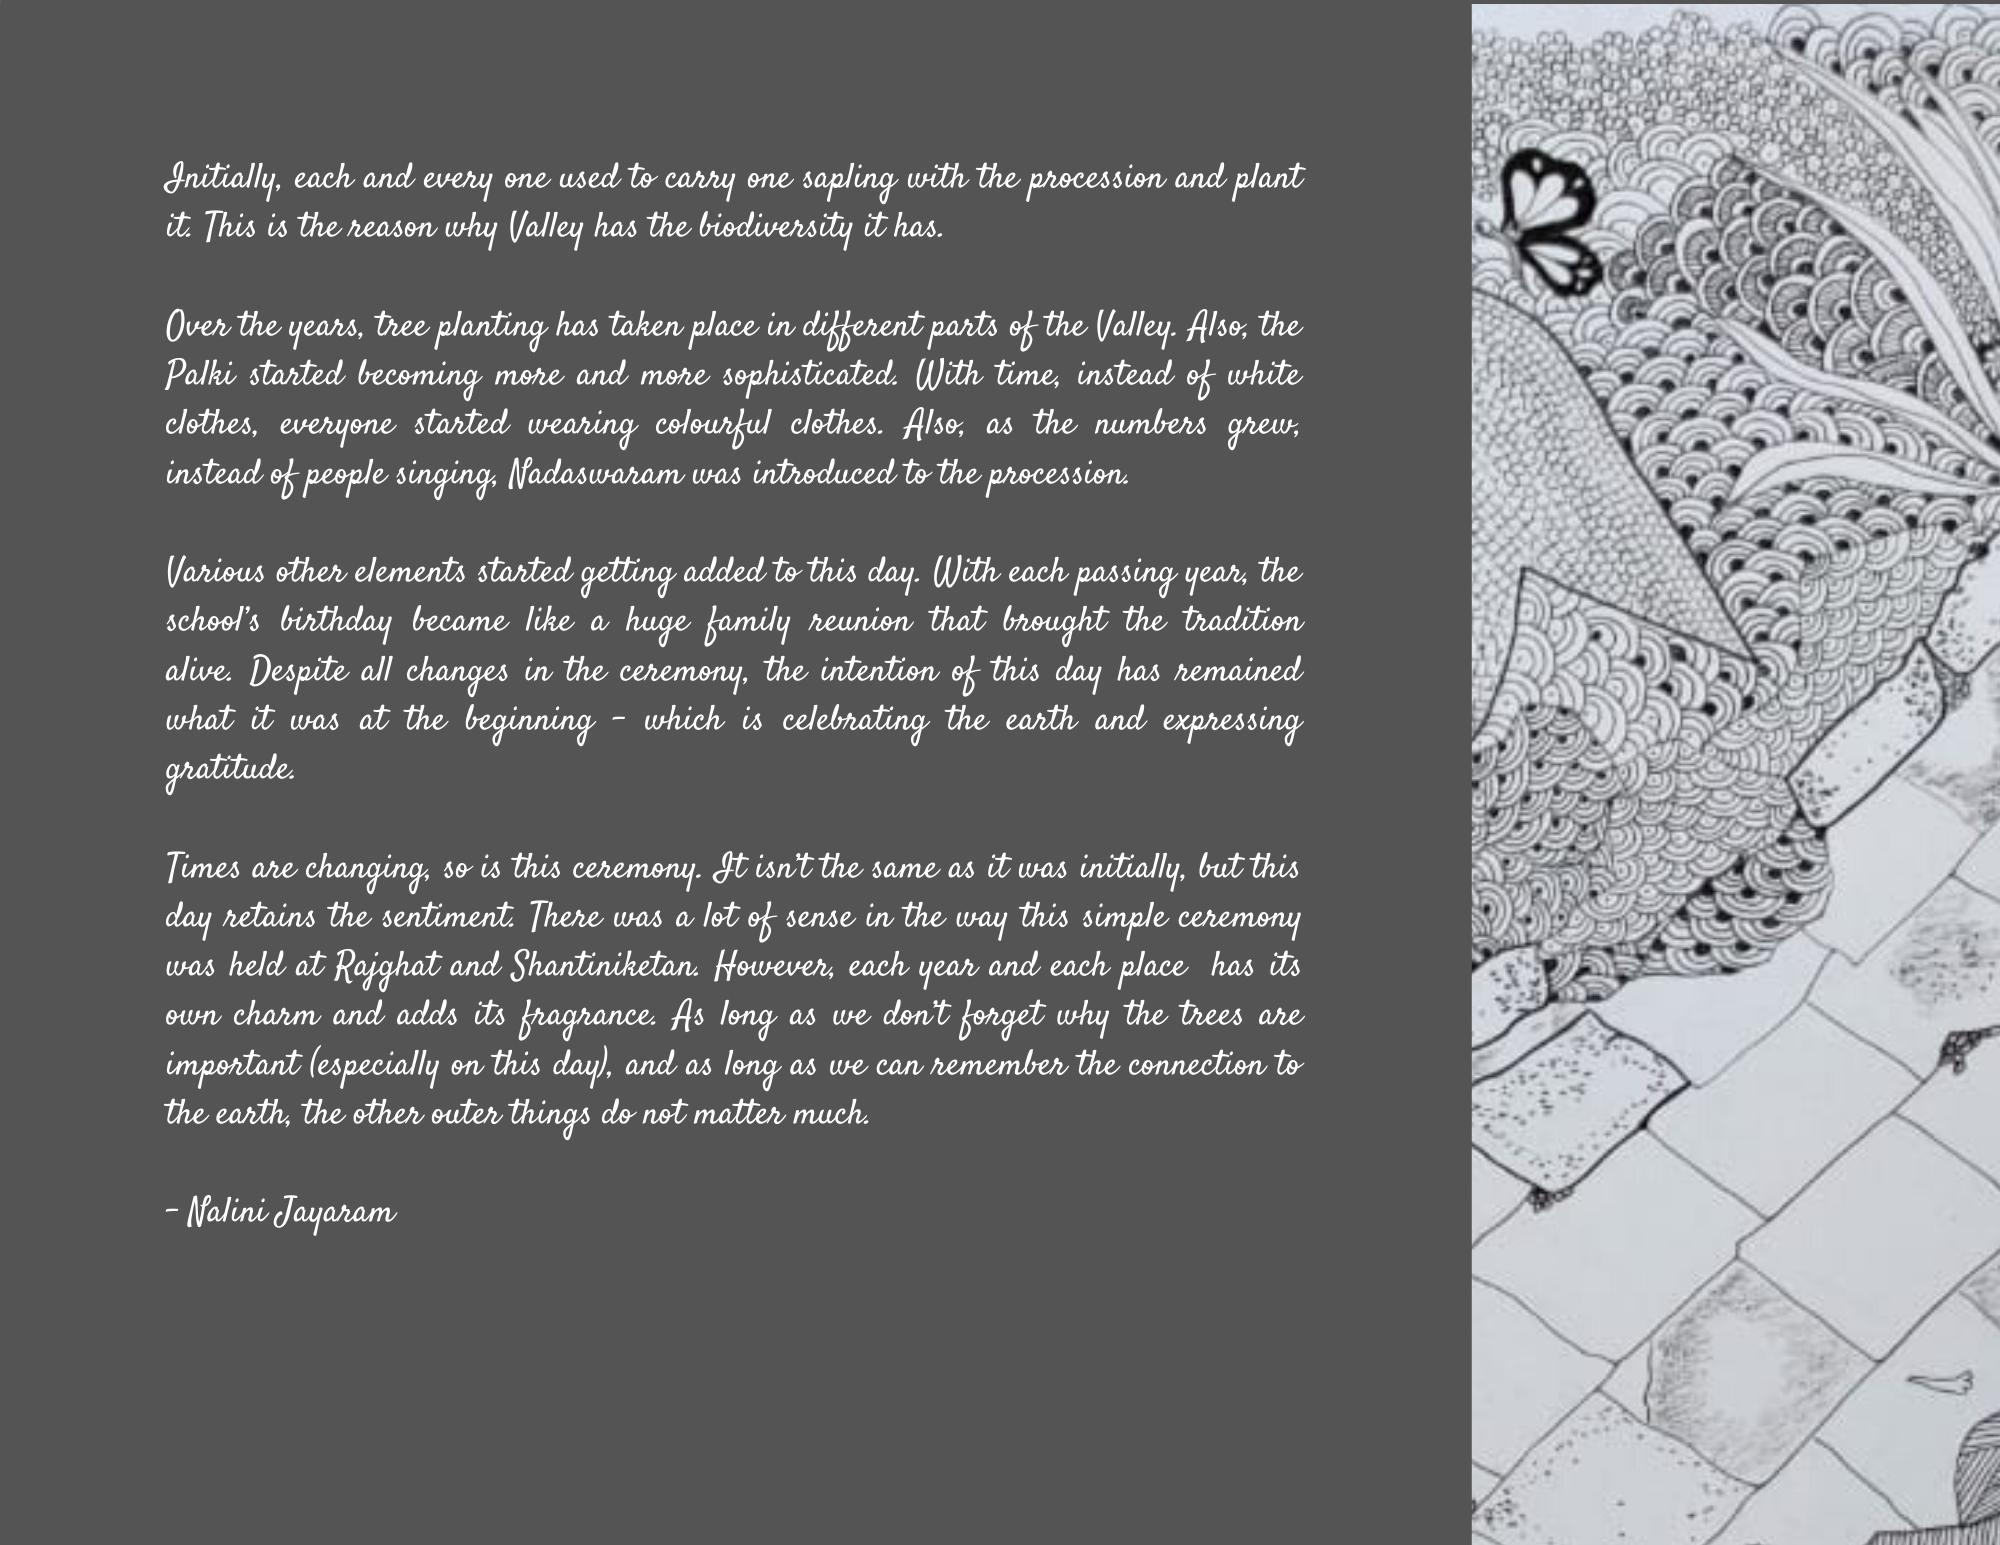 Initially, each and every one used to carry one sapling with the procession and plant
it. This is the reason why Valley has the biodiversity it has.
Over the years, tree planting has taken place in different parts of the Valley. Also, the
Palki started becoming more and more sophisticated. With time, instead of white
clothes, everyone started wearing colourful clothes. Also, as the numbers grew,
instead of people singing, Nadaswaram was introduced to the procession.
Various other elements started getting added to this day. With each passing year, the
school's birthday became like a huge family reunion that brought the tradition
alive. Despite all changes in the ceremony, the intention of this day has remained
what it was at the beginning - which is celebrating the earth and expressing
gratitude.
Times are changing, so is this ceremony. It isn't the same as it was initially, but this
day retains the sentiment. There was a lot of sense in the way this simple ceremony
was held at Rajghat and Shantiniketan. However, each year and each place has its
own charm and adds its fragrance. As long as we don't forget why the trees are
important (especially on this day), and as long as we can remember the connection to
the earth, the other outer things do not matter much.
- Nalini Jayaram